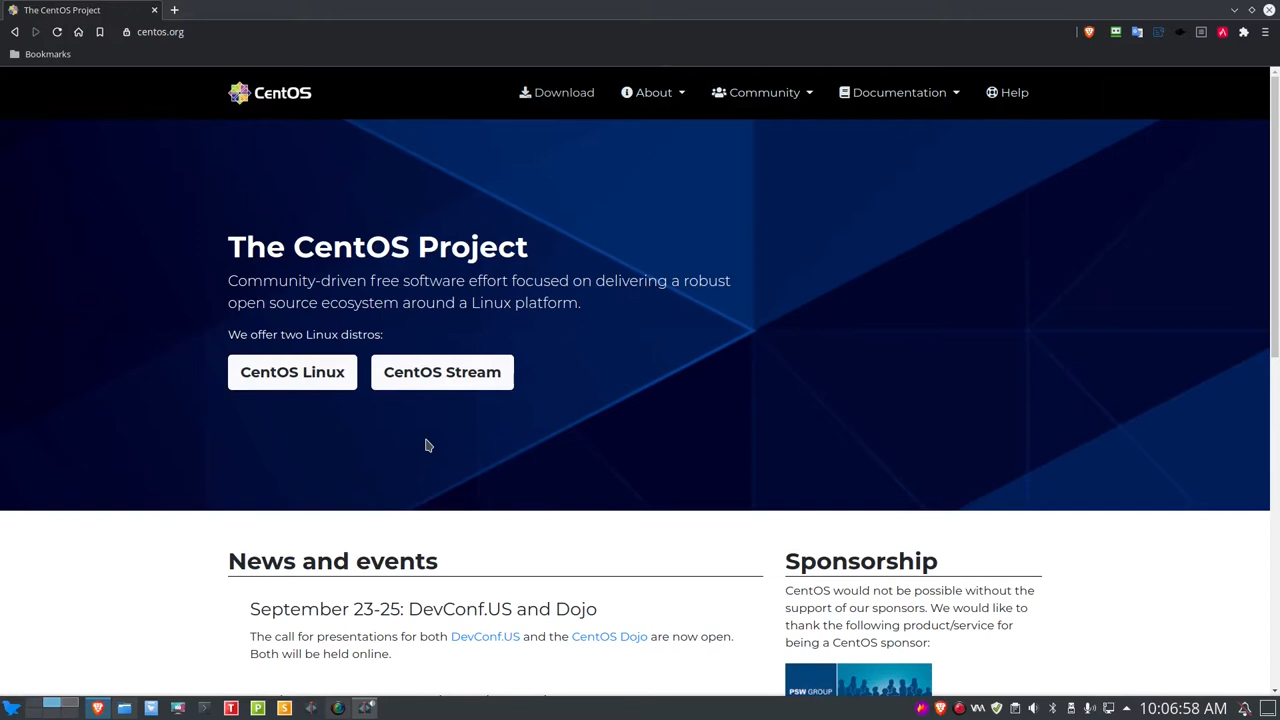 The CentOS Project
centos.org
Bookmarks
CentOS
Download
About
Community
Documentation
Help
The CentOS Project
Community-driven free software effort focused on delivering a robust
open source ecosystem around a Linux platform.
We offer two Linux distros:
CentOS Linux
CentOS Stream
News and events
September 23-25: DevConf.US and Dojo
The call for presentations for both DevConf.US and the CentOS Dojo are now open.
Both will be held online.
Sponsorship
CentOS would not be possible without the
support of our sponsors. We would like to
thank the following product/service for
being a CentOS sponsor:
PSW GROUP
T
P
S
10:06:58 AM